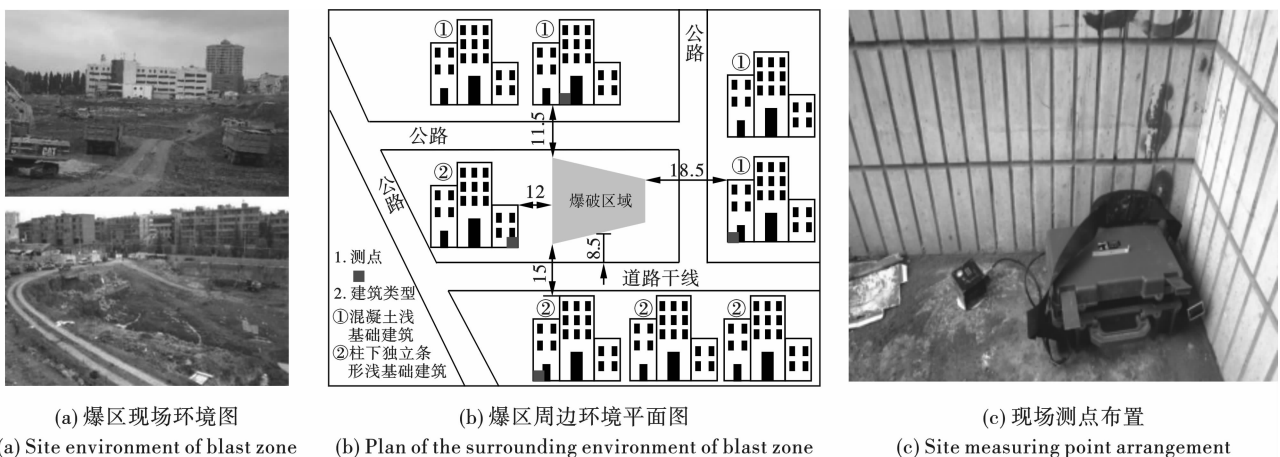 CAT
①
①
公路
①
11.5
公路
公路
②
12
爆破区域
18.5
①
1. 测点
2. 建筑类型
①混凝土浅
基础建筑
②柱下独立条
形浅基础建筑
15
8.5
道路干线
②
②
②
(a) 爆区现场环境图
(a) Site environment of blast zone
(b) 爆区周边环境平面图
(b) Plan of the surrounding environment of blast zone
(c) 现场测点布置
(c) Site measuring point arrangement